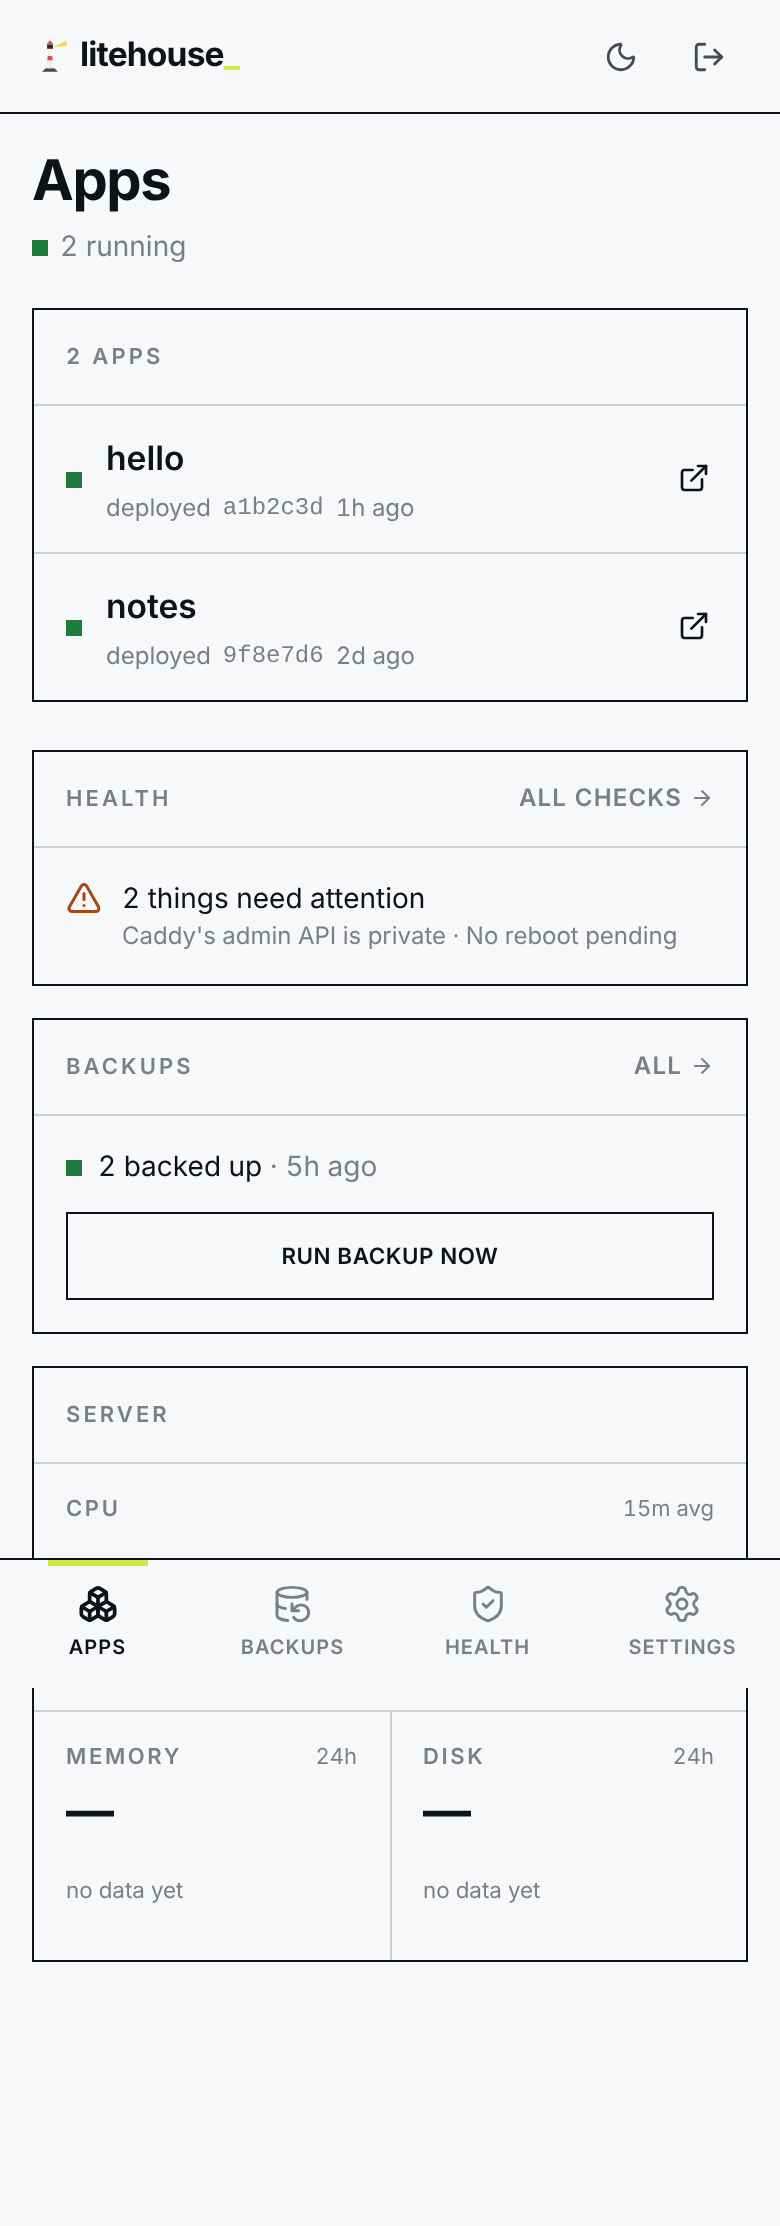 litehouse_
Apps
2 running
2 APPS
hello
deployed a1b2c3d 1h ago
notes
deployed 9f8e7d6 2d ago
HEALTH ALL CHECKS →
2 things need attention
Caddy's admin API is private · No reboot pending
BACKUPS ALL →
2 backed up · 5h ago
RUN BACKUP NOW
SERVER
CPU 15m avg
APPS BACKUPS HEALTH SETTINGS
MEMORY 24h DISK 24h
— —
no data yet no data yet